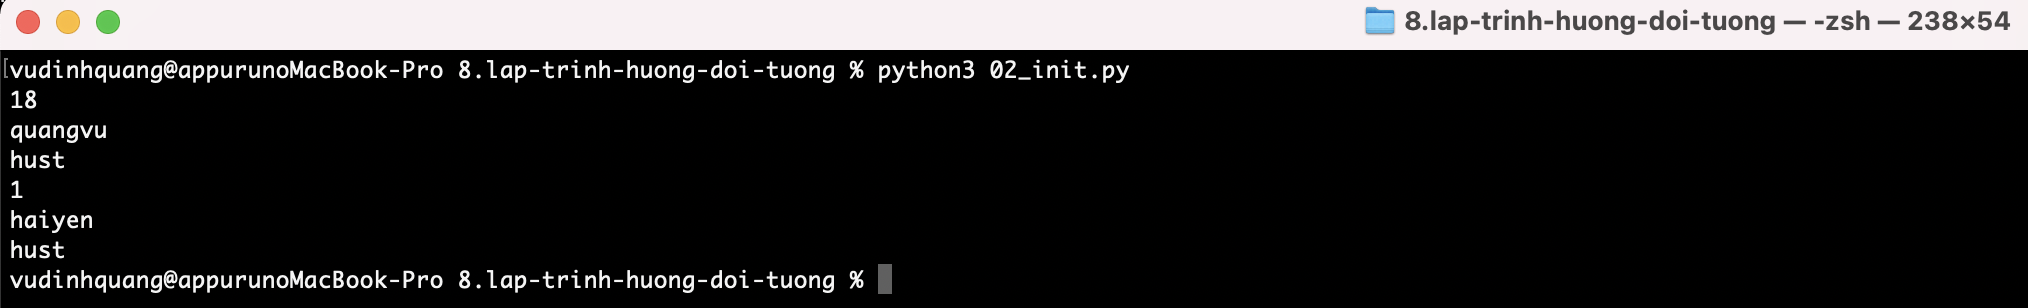 8.lap-trinh-huong-doi-tuong — -zsh — 238×54
[vudinhquang@appurunoMacBook-Pro 8.lap-trinh-huong-doi-tuong % python3 02_init.py
18
quangvu
hust
1
haiyen
hust
vudinhquang@appurunoMacBook-Pro 8.lap-trinh-huong-doi-tuong %